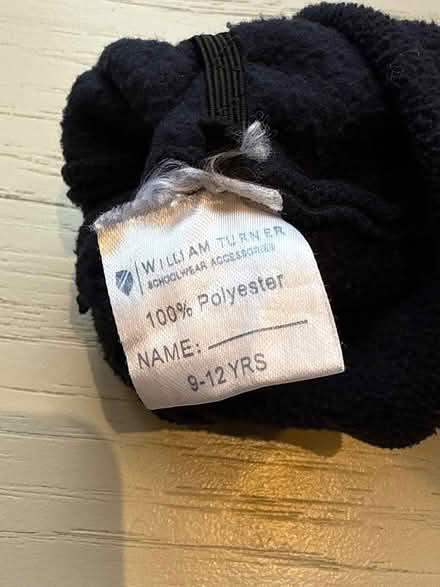 WILLIAM TURNER
SCHOOLWEAR ACCESSORIES
100% Polyester
NAME:
9-12 YRS